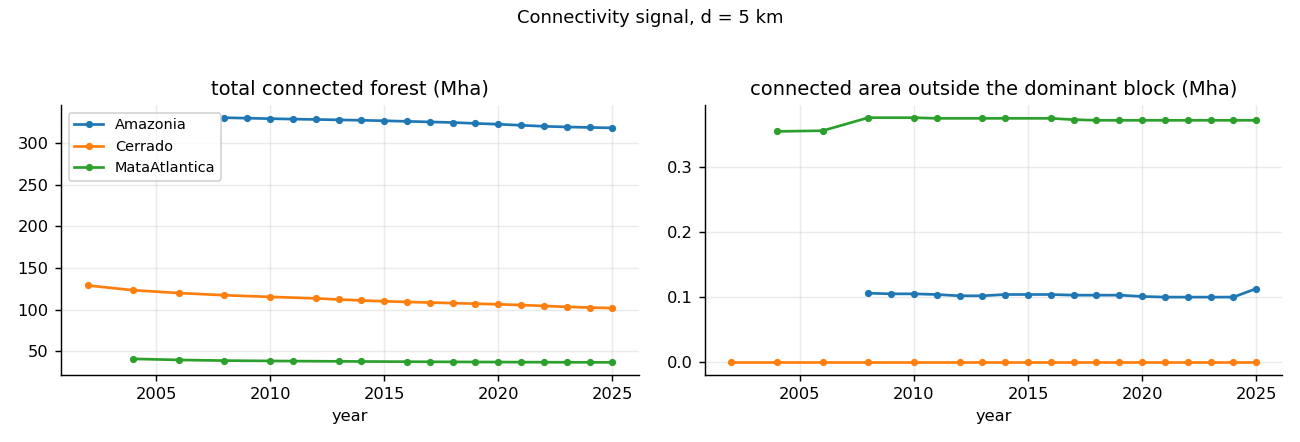 Connectivity signal, d = 5 km
total connected forest (Mha)
Amazonia
Cerrado
MataAtlantica
300
250
200
150
100
50
2005
2010
2015
2020
2025
year
connected area outside the dominant block (Mha)
0.3
0.2
0.1
0.0
2005
2010
2015
2020
2025
year